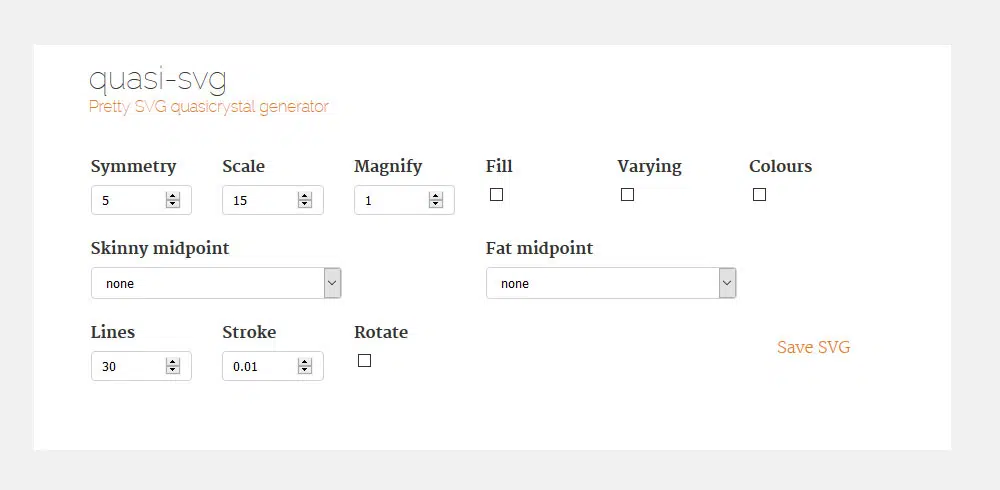 quasi-svg
Pretty SVG quasicrystal generator
Symmetry Scale Magnify Fill Varying Colours
5 15 1
Skinny midpoint Fat midpoint
none none
Lines Stroke Rotate
30 0.01
Save SVG